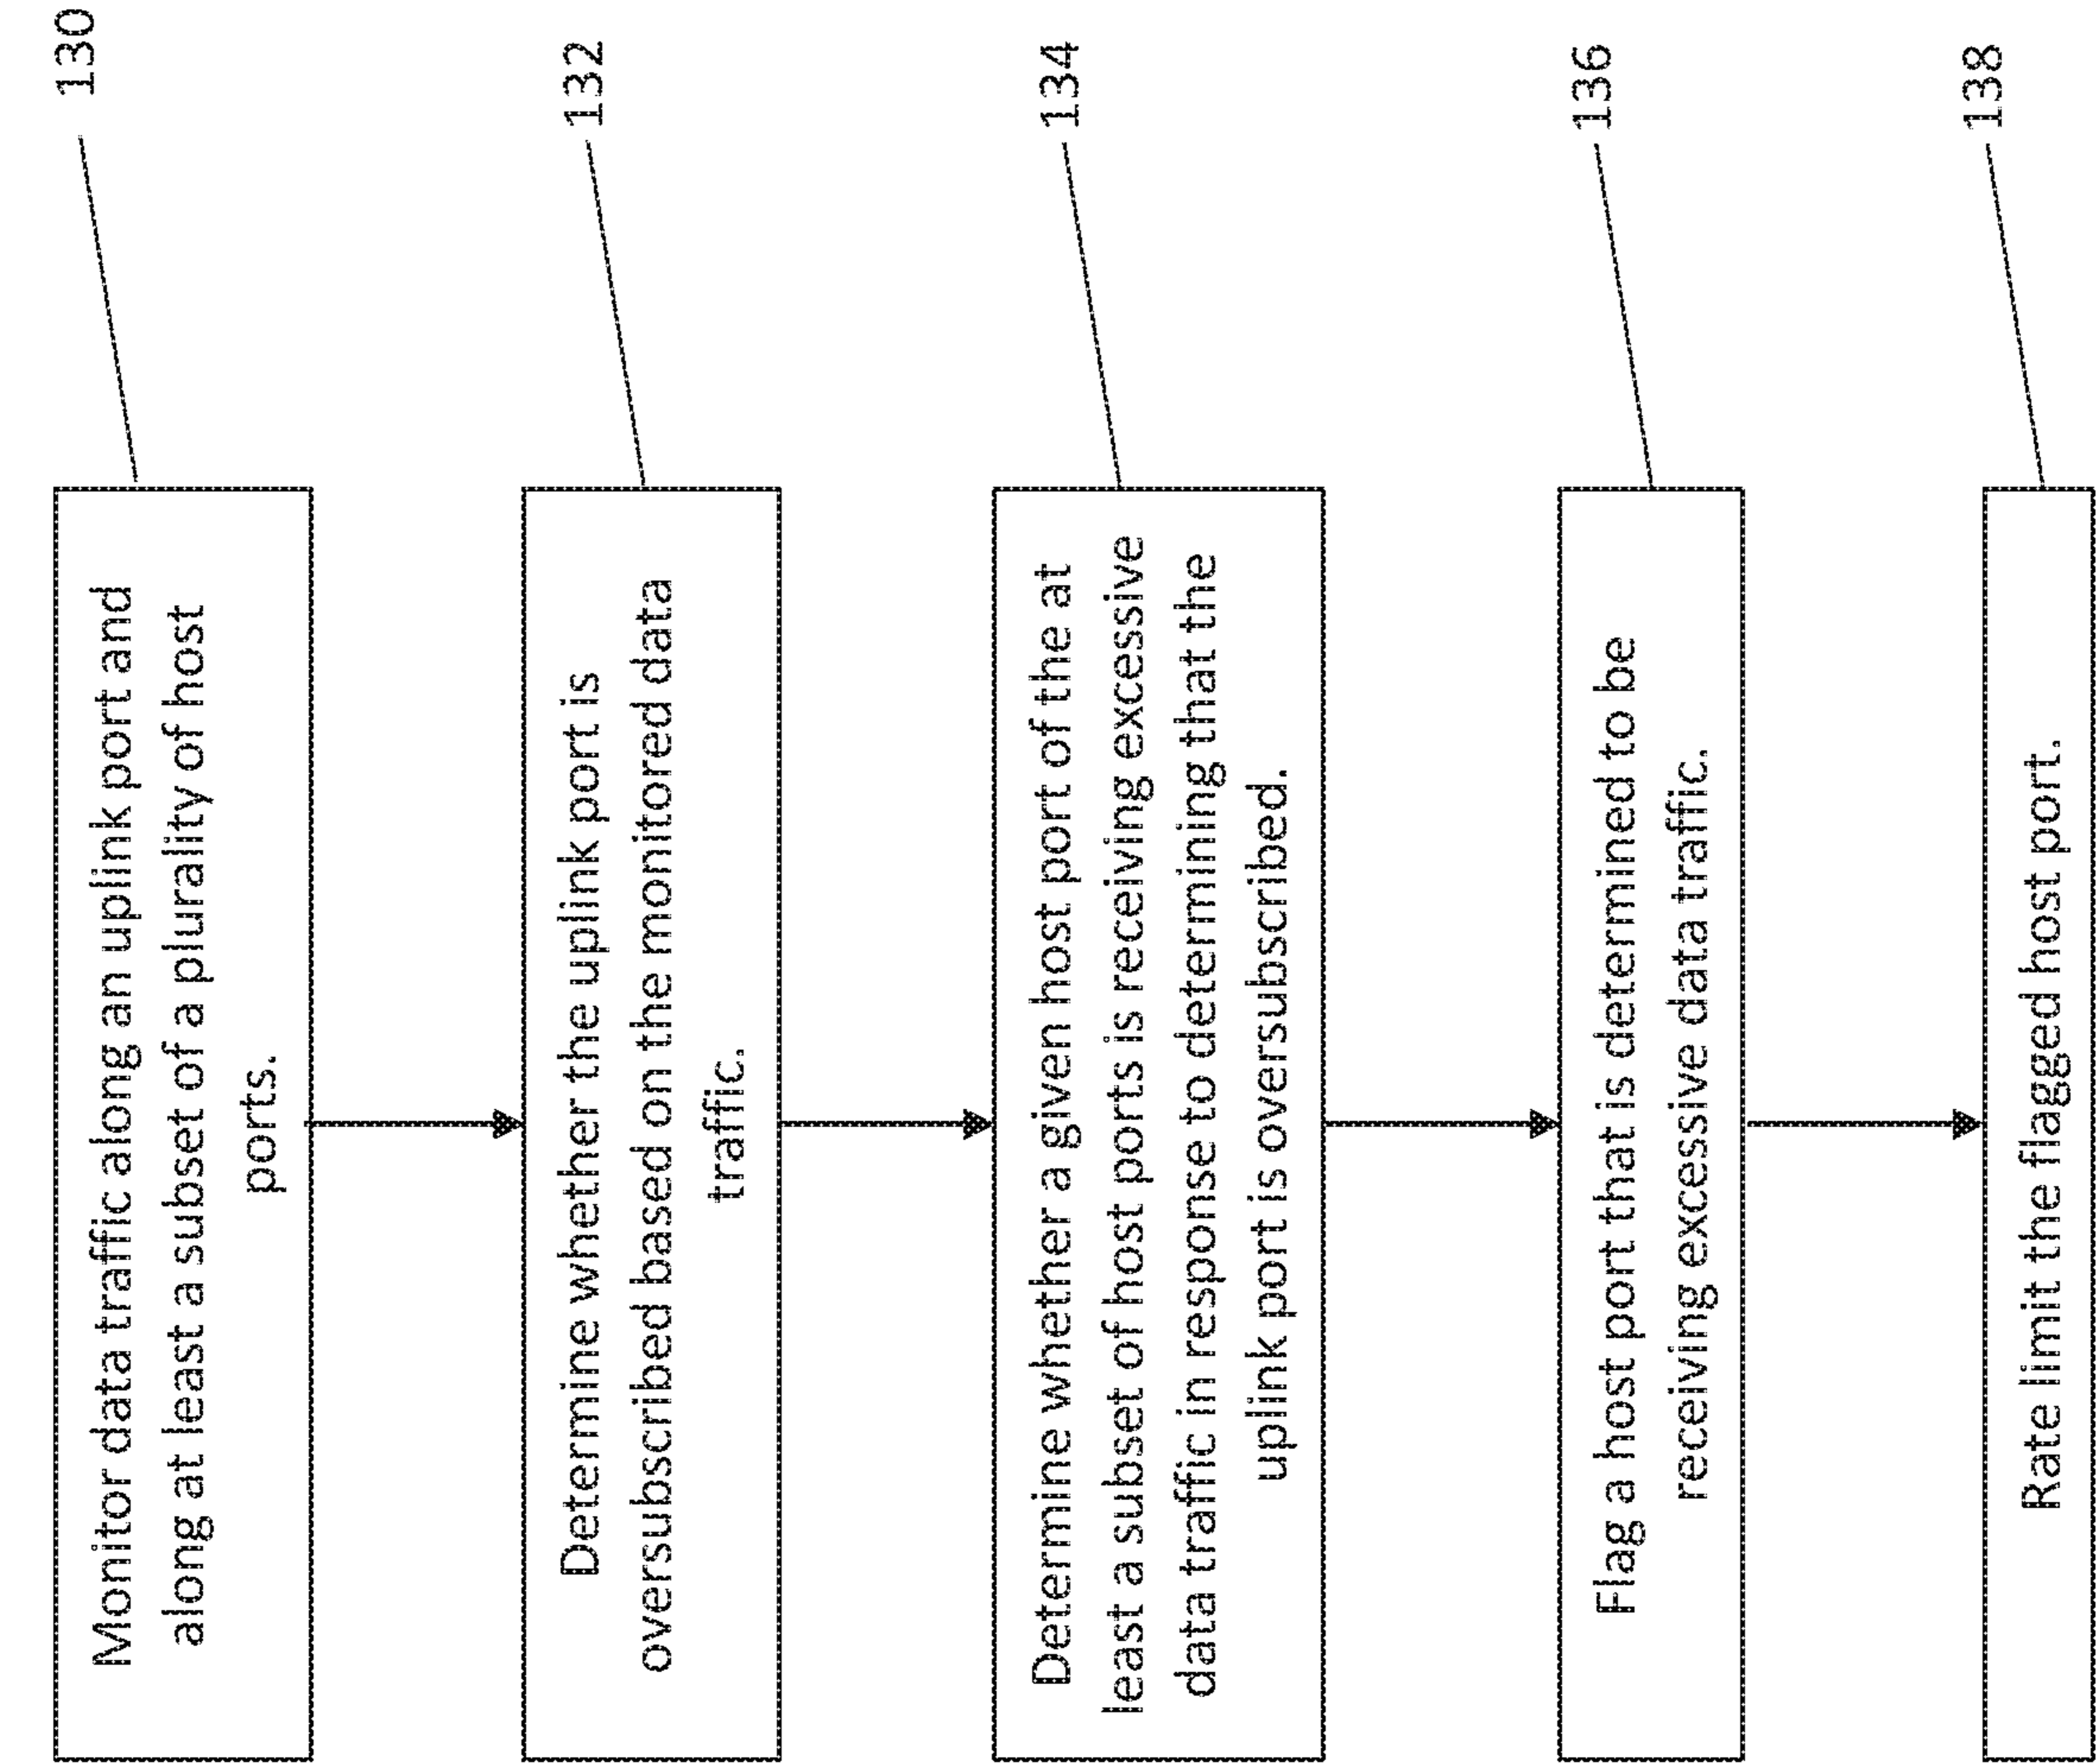 Monitor data traffic along an uplink port and
along at least a subset of a plurality of host
ports.
130
Determine whether the uplink port is
oversubscribed based on the monitored data
traffic.
132
Determine whether a given host port of the at
least a subset of host ports is receiving excessive
data traffic in response to determining that the
uplink port is oversubscribed.
134
Flag a host port that is determined to be
receiving excessive data traffic.
136
Rate limit the flagged host port.
138